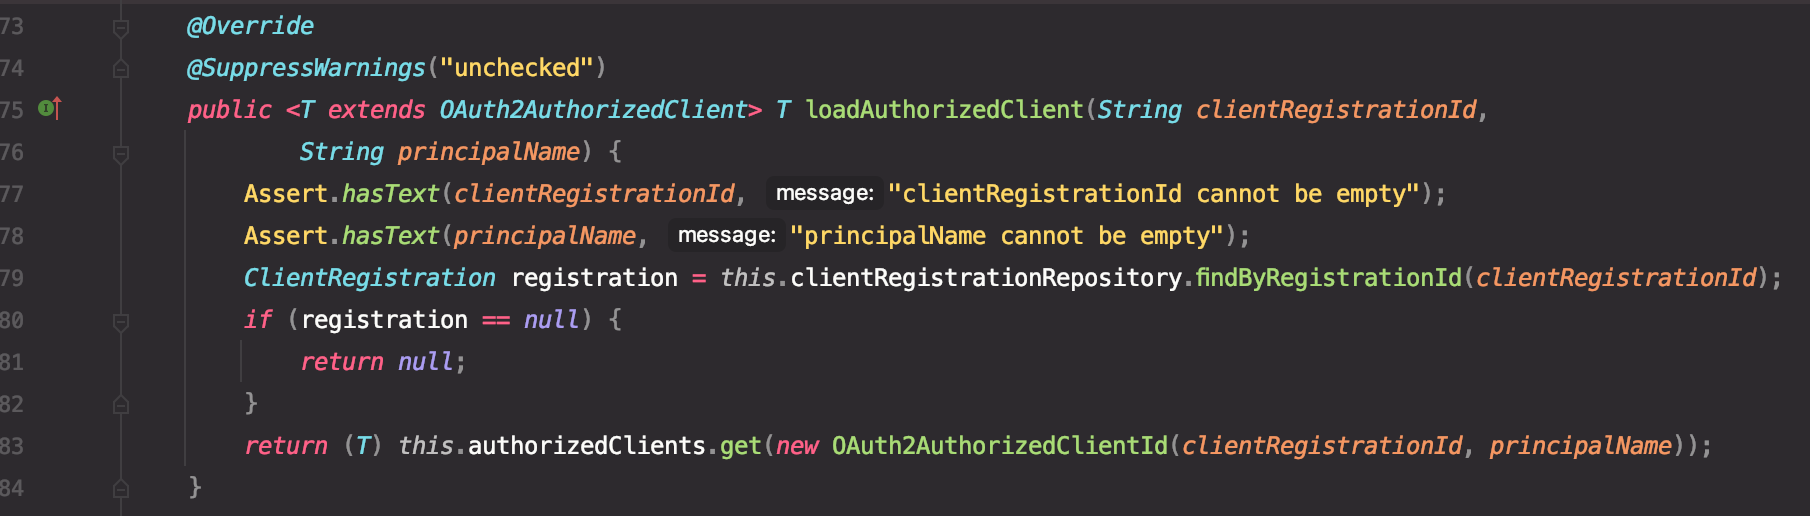 73 @Override
74 @SuppressWarnings("unchecked")
75 public <T extends OAuth2AuthorizedClient> T loadAuthorizedClient(String clientRegistrationId,
76 String principalName) {
77 Assert.hasText(clientRegistrationId, message: "clientRegistrationId cannot be empty");
78 Assert.hasText(principalName, message: "principalName cannot be empty");
79 ClientRegistration registration = this.clientRegistrationRepository.findByRegistrationId(clientRegistrationId);
80 if (registration == null) {
81 return null;
82 }
83 return (T) this.authorizedClients.get(new OAuth2AuthorizedClientId(clientRegistrationId, principalName));
84 }